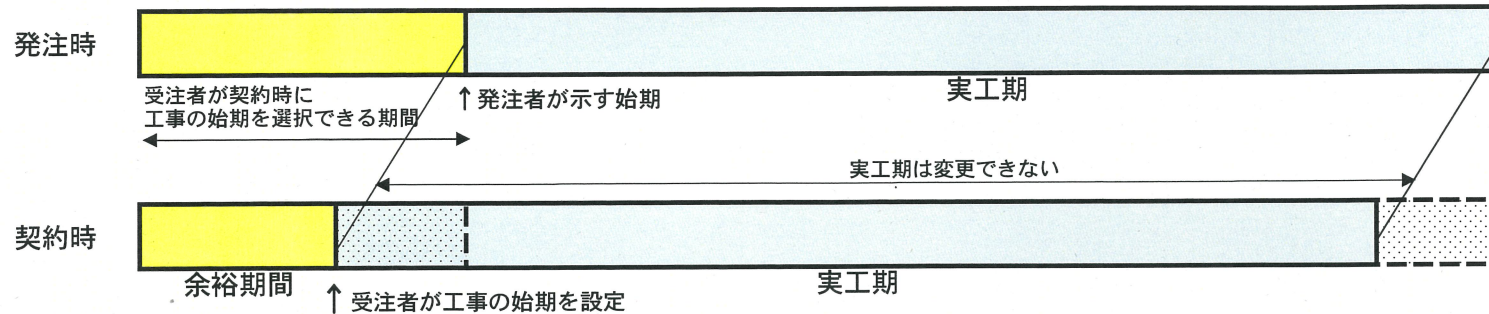 発注時
受注者が契約時に
工事の始期を選択できる期間
↑発注者が示す始期
実工期
実工期は変更できない
契約時
余裕期間
↑受注者が工事の始期を設定
実工期